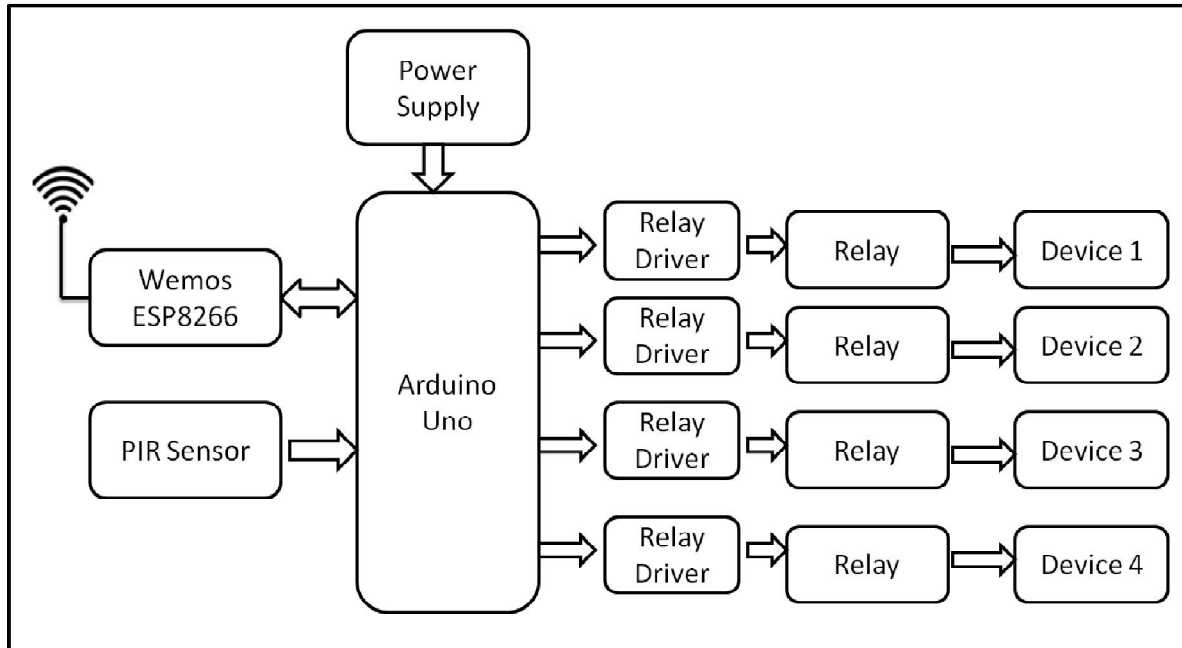 Power
Supply
Wemos
ESP8266
PIR Sensor
Arduino
Uno
Relay
Driver
Relay
Device 1
Relay
Driver
Relay
Device 2
Relay
Driver
Relay
Device 3
Relay
Driver
Relay
Device 4